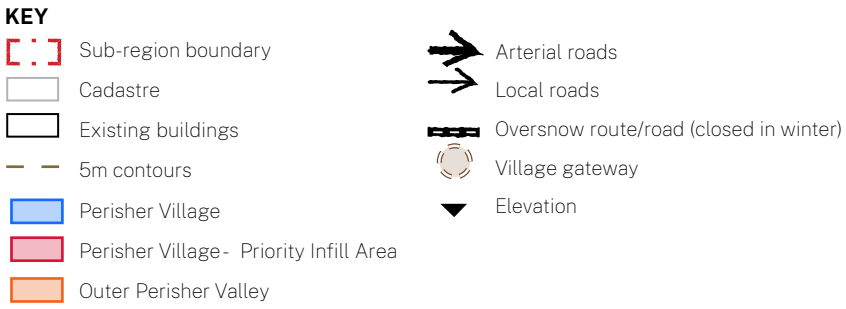 KEY
Sub-region boundary
Cadastre
Existing buildings
5m contours
Perisher Village
Perisher Village - Priority Infill Area
Outer Perisher Valley
Arterial roads
Local roads
Oversnow route/road (closed in winter)
Village gateway
Elevation